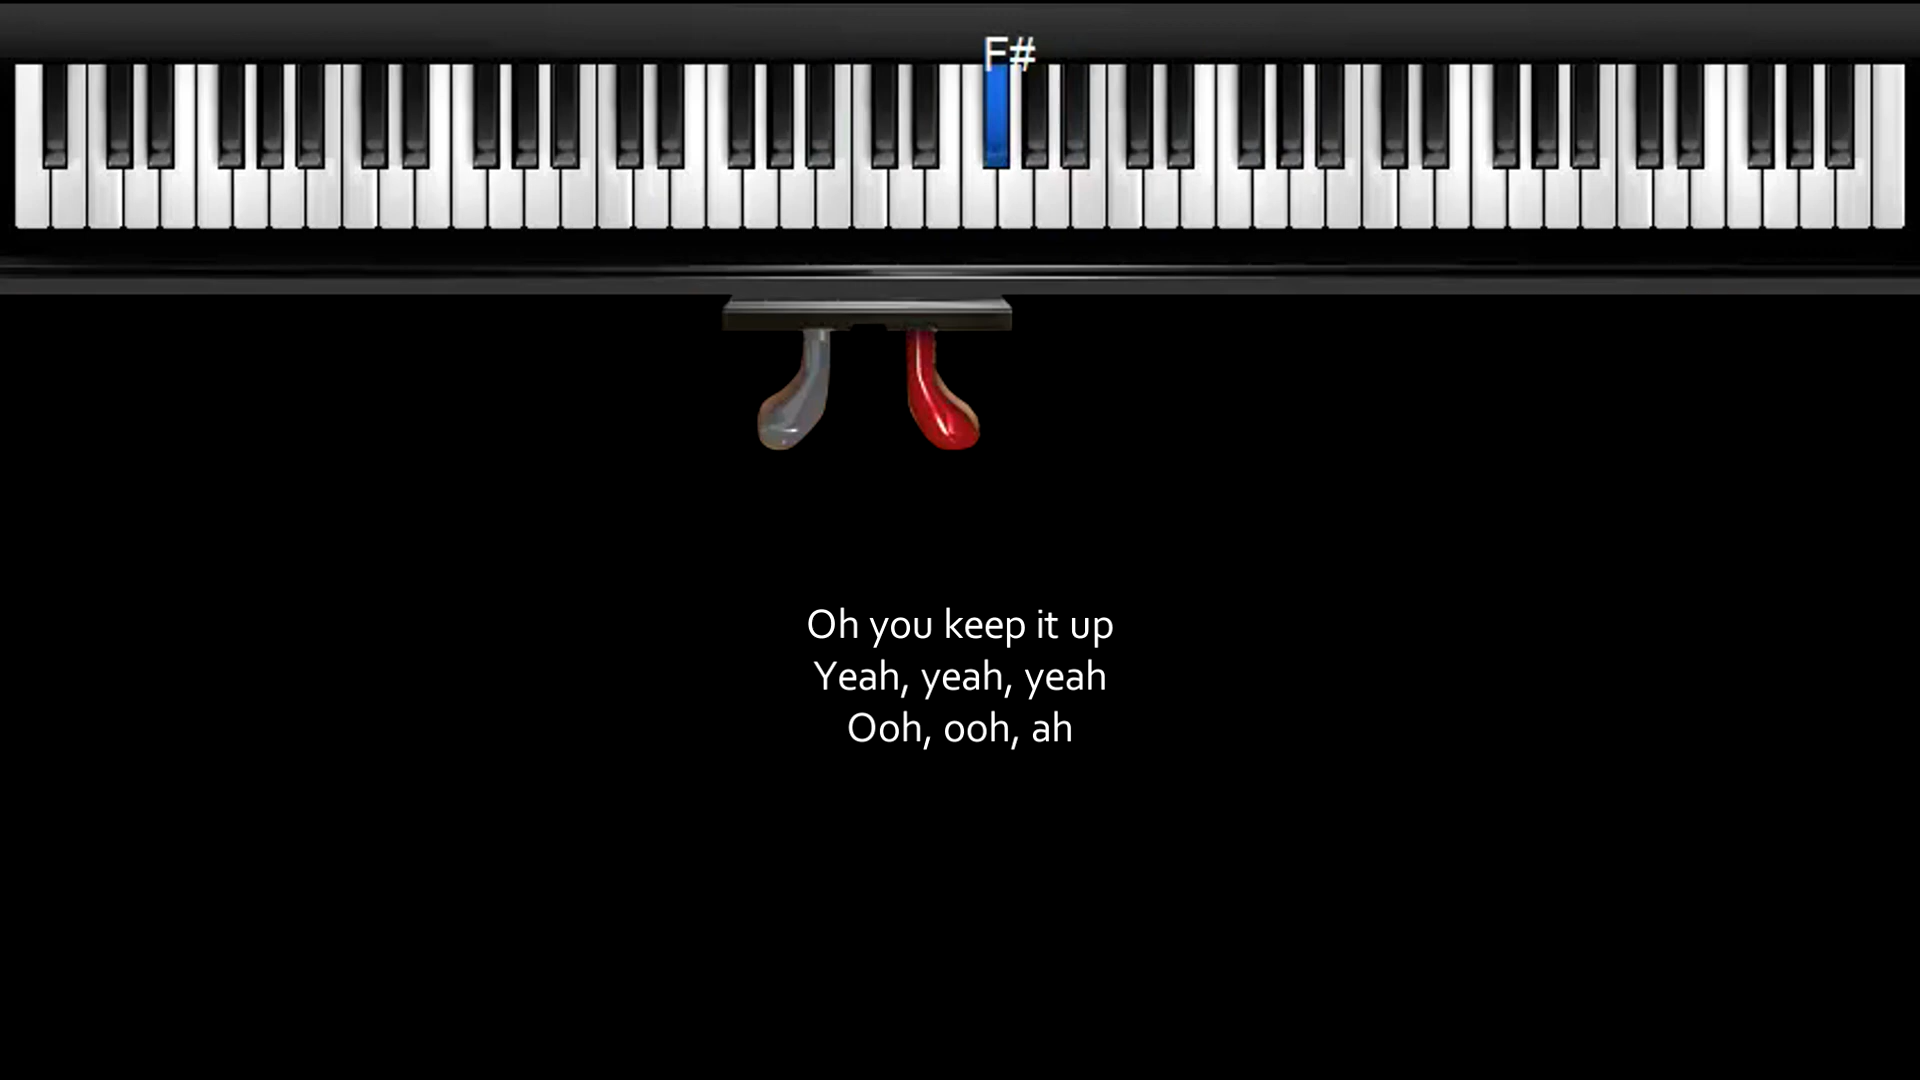 F#
Oh you keep it up
Yeah, yeah, yeah
Ooh, ooh, ah